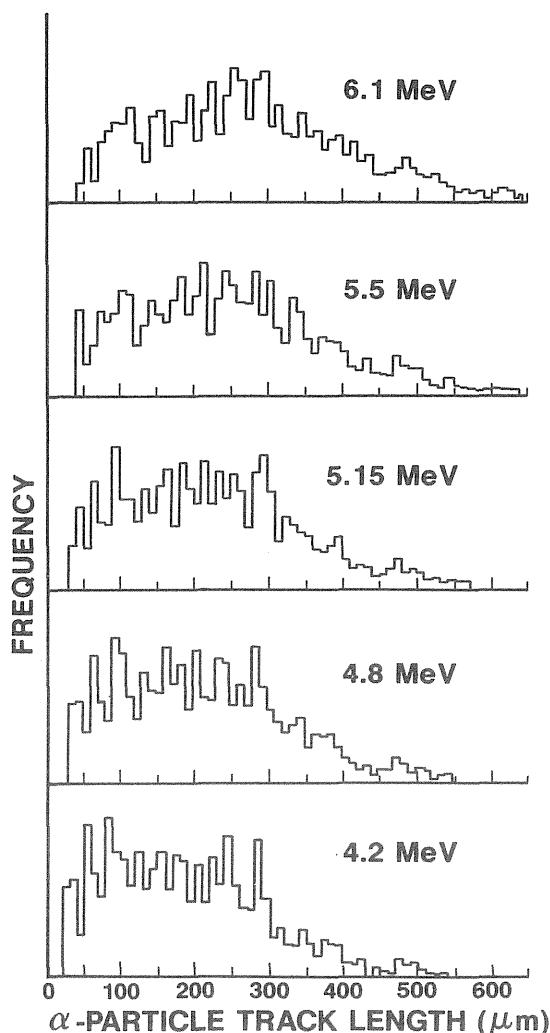 6.1 MeV
5.5 MeV
5.15 MeV
4.8 MeV
4.2 MeV
FREQUENCY
0 100 200 300 400 500 600
α-PARTICLE TRACK LENGTH (μm)